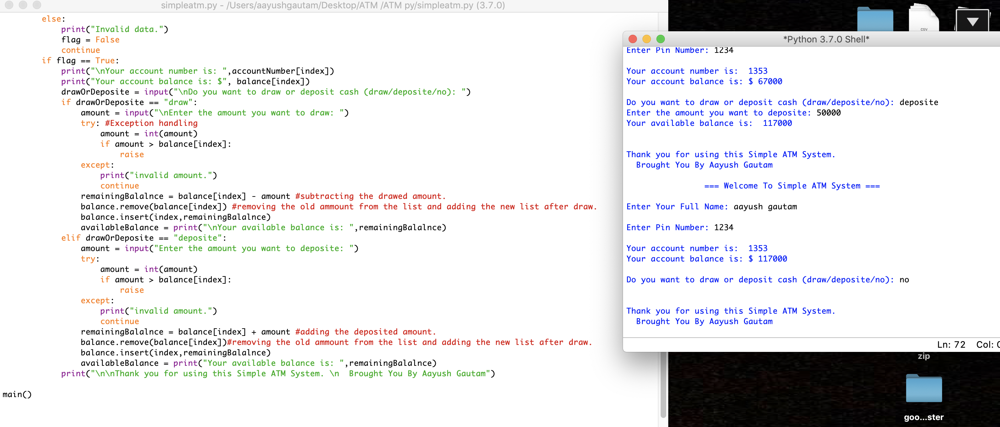 simpleatm.py - /Users/aayushgautam/Desktop/ATM /ATM py/simpleatm.py (3.7.0)
else:
print("Invalid data.")
flag = False
continue
if flag == True:
print("\nYour account number is: ",accountNumber[index])
print("Your account balance is: $", balance[index])
drawOrDeposite = input("\nDo you want to draw or deposit cash (draw/deposite/no): ")
if drawOrDeposite == "draw":
amount = input("\nEnter the amount you want to draw: ")
try: #Exception handling
amount = int(amount)
if amount > balance[index]:
raise
except:
print("invalid amount.")
continue
remainingBalalnce = balance[index] - amount #subtracting the drawed amount.
balance.remove(balance[index]) #removing the old ammount from the list and adding the new list after draw.
balance.insert(index,remainingBalalnce)
availableBalance = print("\nYour available balance is: ",remainingBalalnce)
elif drawOrDeposite == "deposite":
amount = input("Enter the amount you want to deposite: ")
try:
amount = int(amount)
if amount > balance[index]:
raise
except:
print("invalid amount.")
continue
remainingBalalnce = balance[index] + amount #adding the deposited amount.
balance.remove(balance[index])#removing the old ammount from the list and adding the new list after draw.
balance.insert(index,remainingBalalnce)
availableBalance = print("Your available balance is: ",remainingBalalnce)
print("\n\nThank you for using this Simple ATM System. \n  Brought You By Aayush Gautam")
main()
csv
*Python 3.7.0 Shell*
Enter Pin Number: 1234
Your account number is:  1353
Your account balance is: $ 67000
Do you want to draw or deposit cash (draw/deposite/no): deposite
Enter the amount you want to deposite: 50000
Your available balance is:  117000
Thank you for using this Simple ATM System.
Brought You By Aayush Gautam
=== Welcome To Simple ATM System ===
Enter Your Full Name: aayush gautam
Enter Pin Number: 1234
Your account number is:  1353
Your account balance is: $ 117000
Do you want to draw or deposit cash (draw/deposite/no): no
Thank you for using this Simple ATM System.
Brought You By Aayush Gautam
Ln: 72 Col:
zip
goo...ster